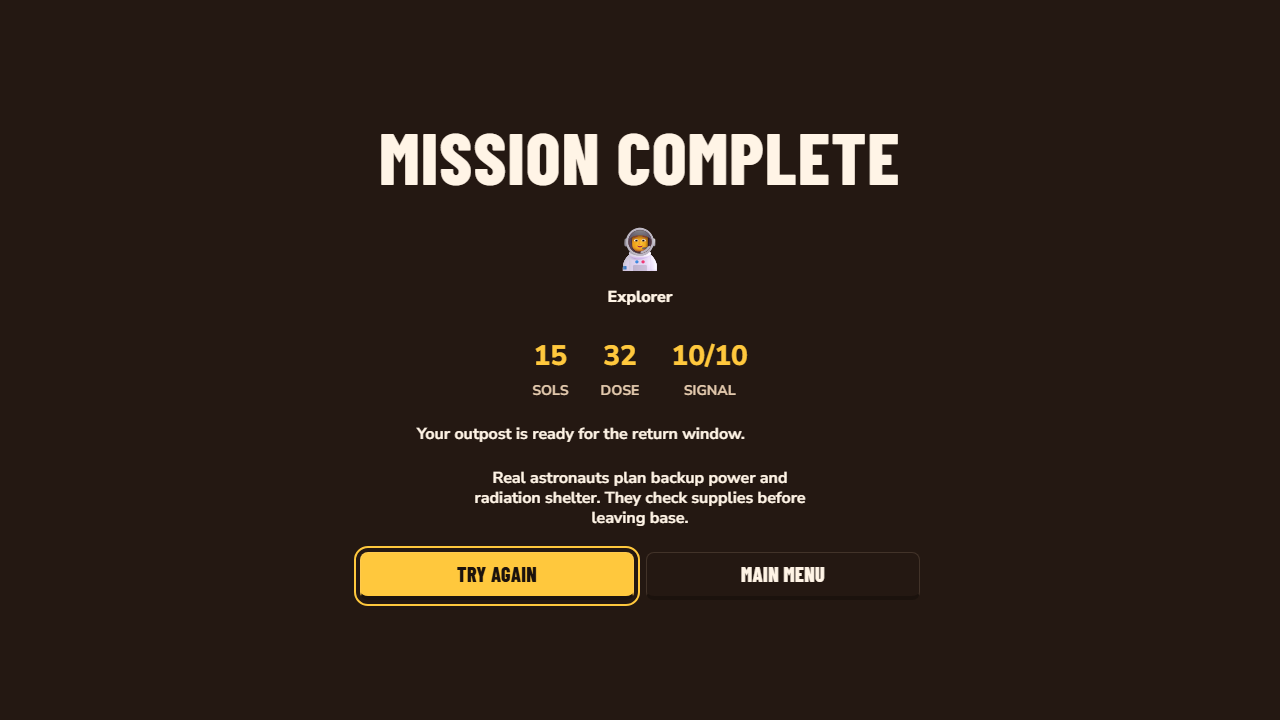 MISSION COMPLETE
Explorer
15 32 10/10
SOLS DOSE SIGNAL
Your outpost is ready for the return window.
Real astronauts plan backup power and
radiation shelter. They check supplies before
leaving base.
TRY AGAIN MAIN MENU